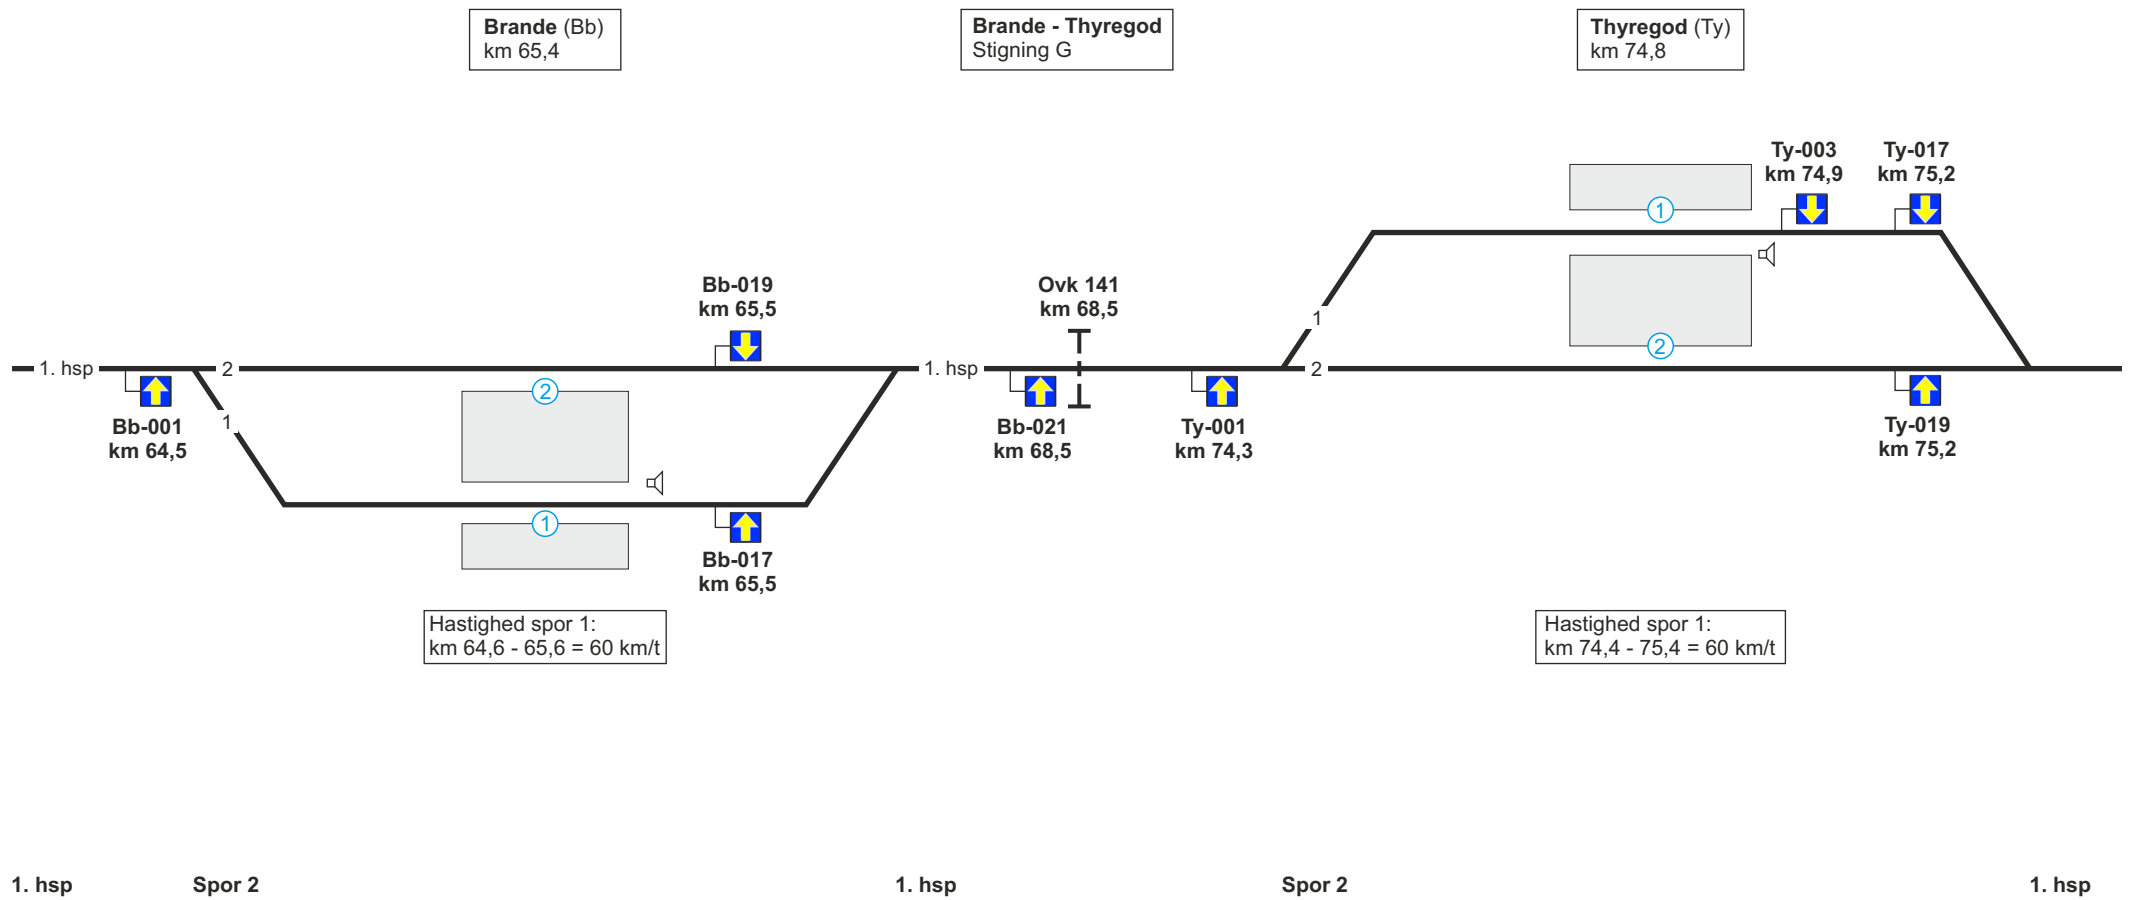 Brande (Bb)
km 65,4
Brande - Thyregod
Stigning G
Thyregod (Ty)
km 74,8
Ty-003
km 74,9
Ty-017
km 75,2
1
Bb-019
km 65,5
Ovk 141
km 68,5
1
2
1. hsp
2
1. hsp
2
2
1
Bb-001
km 64,5
Bb-021
km 68,5
Ty-001
km 74,3
Ty-019
km 75,2
1
Bb-017
km 65,5
Hastighed spor 1:
km 64,6 - 65,6 = 60 km/t
Hastighed spor 1:
km 74,4 - 75,4 = 60 km/t
1. hsp
Spor 2
1. hsp
Spor 2
1. hsp